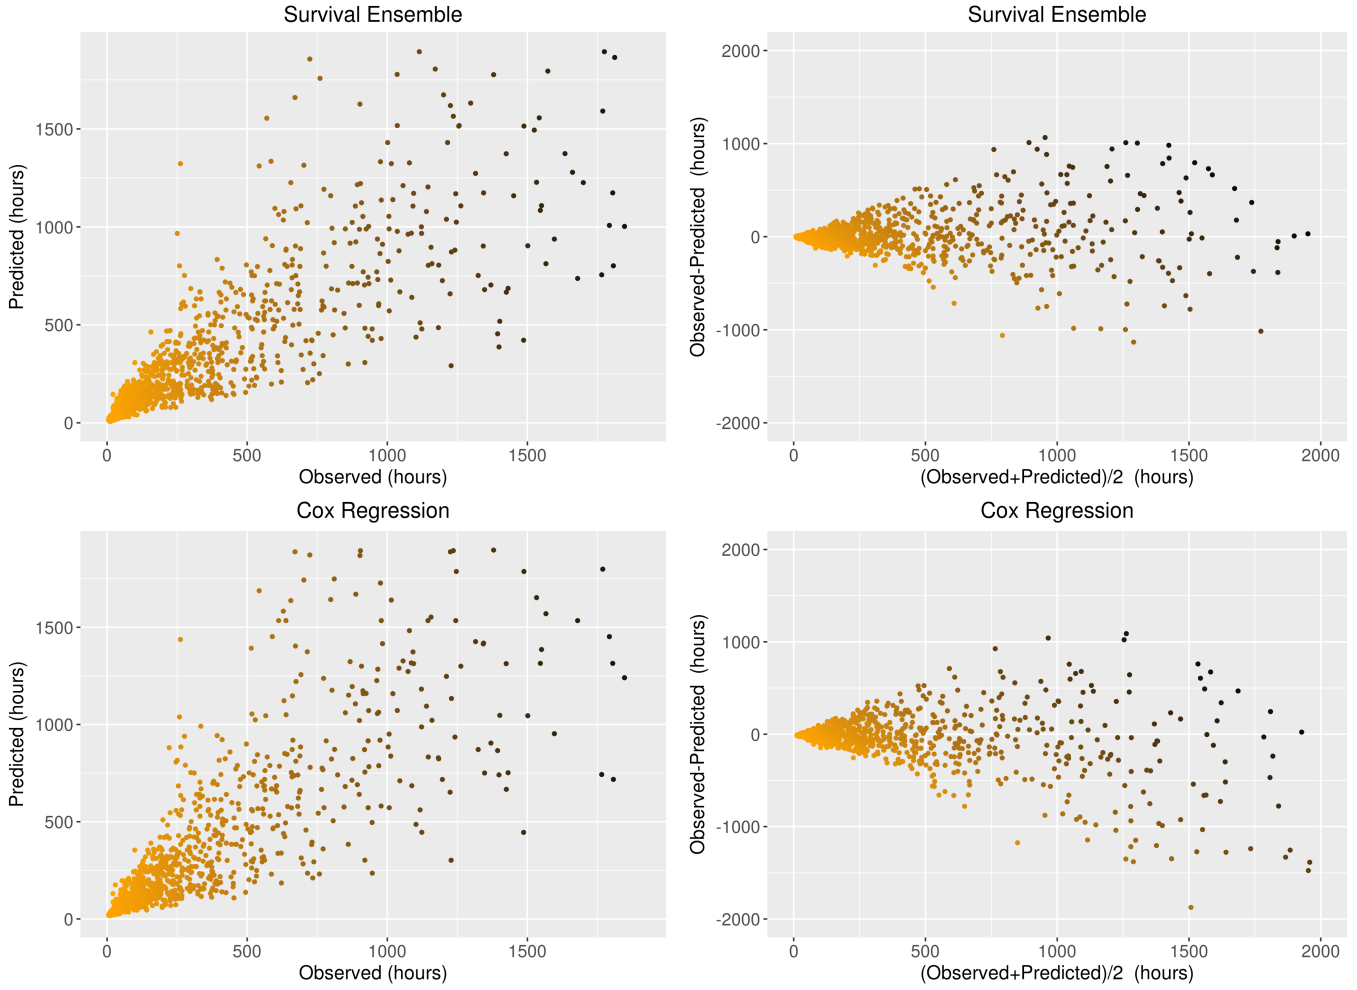 Survival Ensemble
Predicted (hours)
1500
1000
500
0
0 500 1000 1500
Observed (hours)
Survival Ensemble
Observed-Predicted (hours)
2000
1000
0
-1000
-2000
0 500 1000 1500 2000
(Observed+Predicted)/2 (hours)
Cox Regression
Predicted (hours)
1500
1000
500
0
0 500 1000 1500
Observed (hours)
Cox Regression
Observed-Predicted (hours)
2000
1000
0
-1000
-2000
0 500 1000 1500 2000
(Observed+Predicted)/2 (hours)